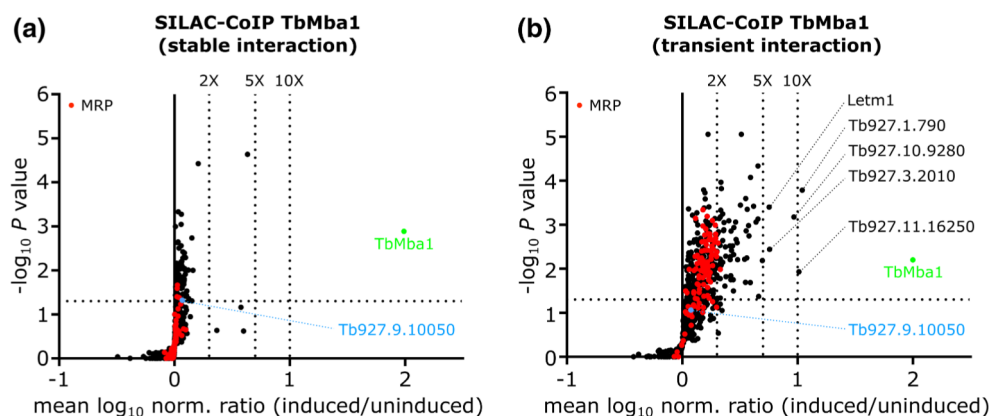 (a)
SILAC-CoIP TbMba1
(stable interaction)
2X 5X 10X
6
MRP
5
4
3
TbMba1
2
1
Tb927.9.10050
0
-1 0 1 2
-log10 P value
mean log10 norm. ratio (induced/uninduced)
(b)
SILAC-CoIP TbMba1
(transient interaction)
2X 5X 10X
6
MRP
Letm1
5
Tb927.1.790
Tb927.10.9280
4
Tb927.3.2010
3
Tb927.11.16250
2
TbMba1
1
Tb927.9.10050
0
-1 0 1 2
-log10 P value
mean log10 norm. ratio (induced/uninduced)